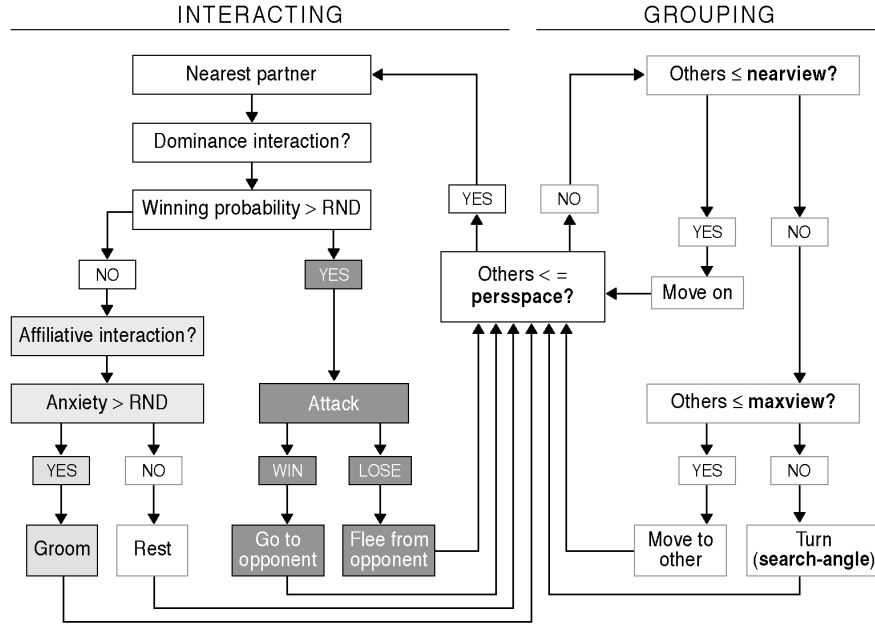 INTERACTING
GROUPING
Nearest partner
Dominance interaction?
Winning probability > RND
NO
YES
Affiliative interaction?
Anxiety > RND
Attack
YES
NO
WIN
LOSE
Groom
Rest
Go to
opponent
Flee from
opponent
YES
NO
Others < =
persspace?
Others ≤ nearview?
YES
NO
Move on
Others ≤ maxview?
YES
NO
Move to
other
Turn
(search-angle)